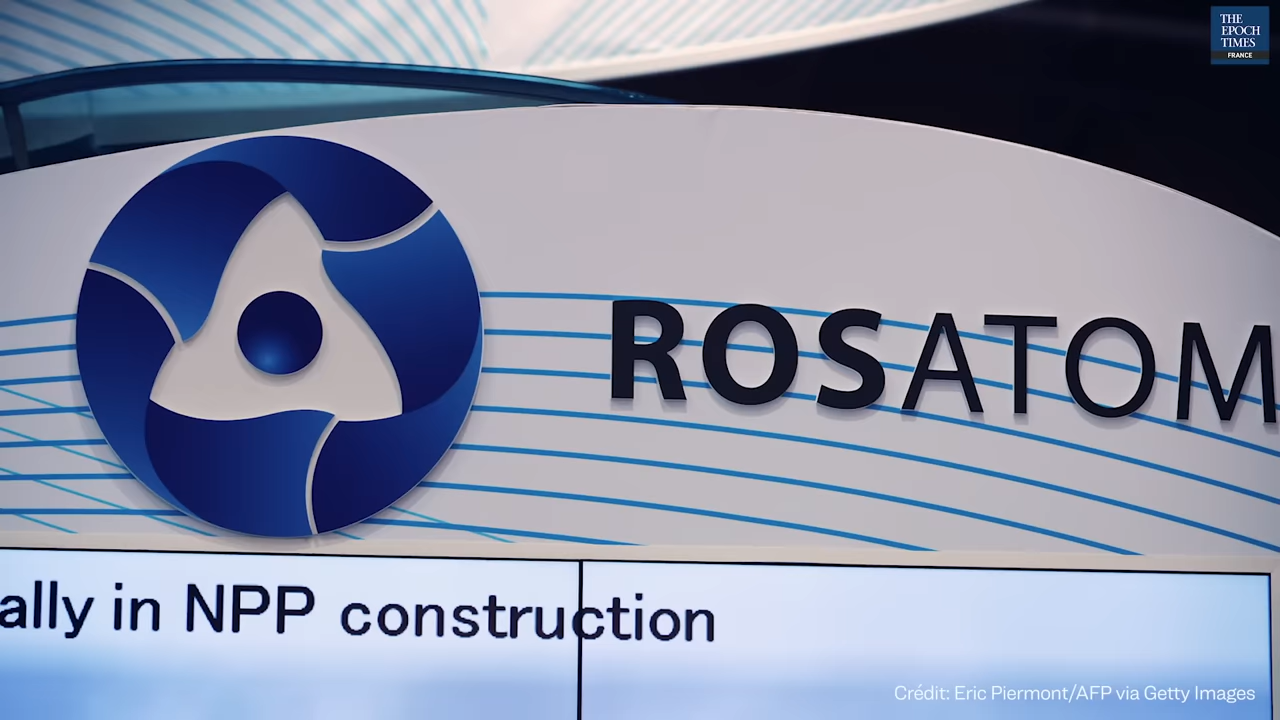 THE
EPOCH
TIMES
FRANCE
ROSATOM
ally in NPP construction
Crédit: Eric Piermont/AFP via Getty Images